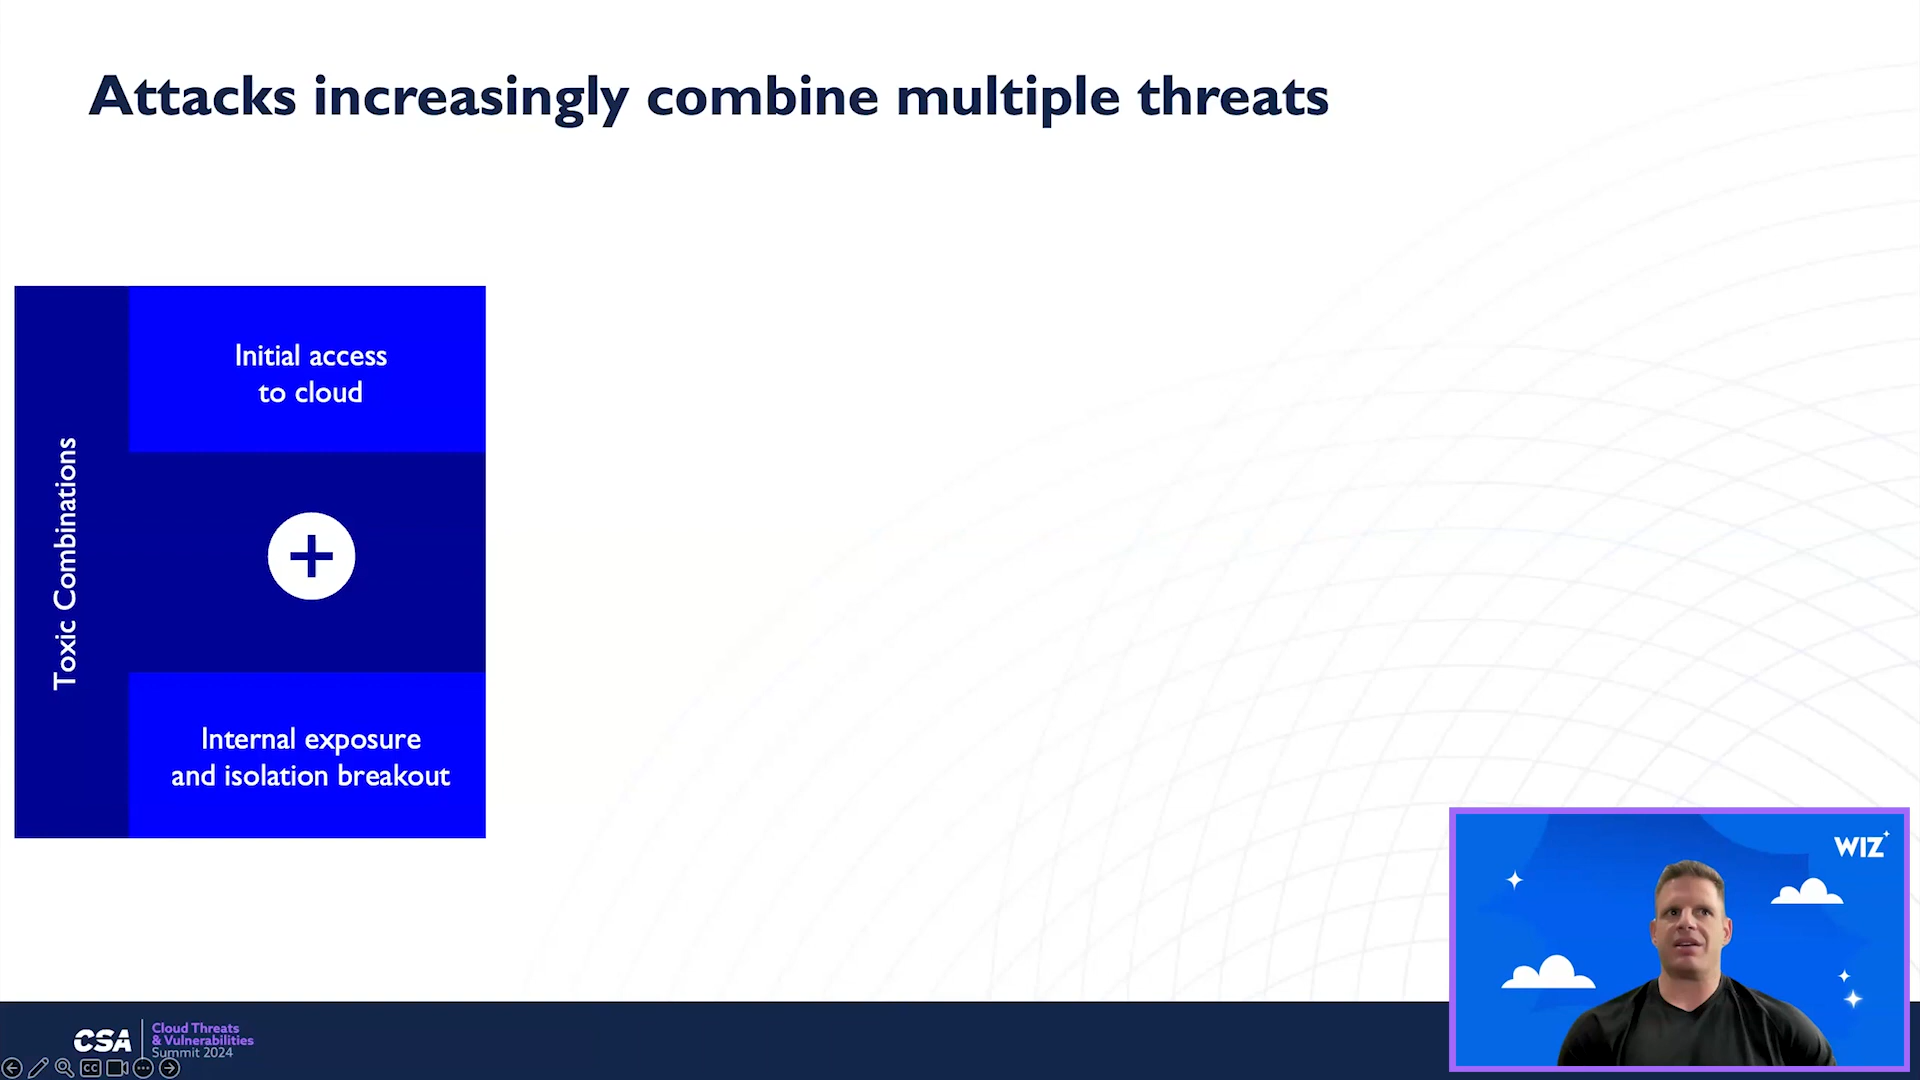 Attacks increasingly combine multiple threats
Toxic Combinations
Initial access
to cloud
+
Internal exposure
and isolation breakout
WIZ
CSA
Cloud Threats
& Vulnerabilities
Summit 2024
CC